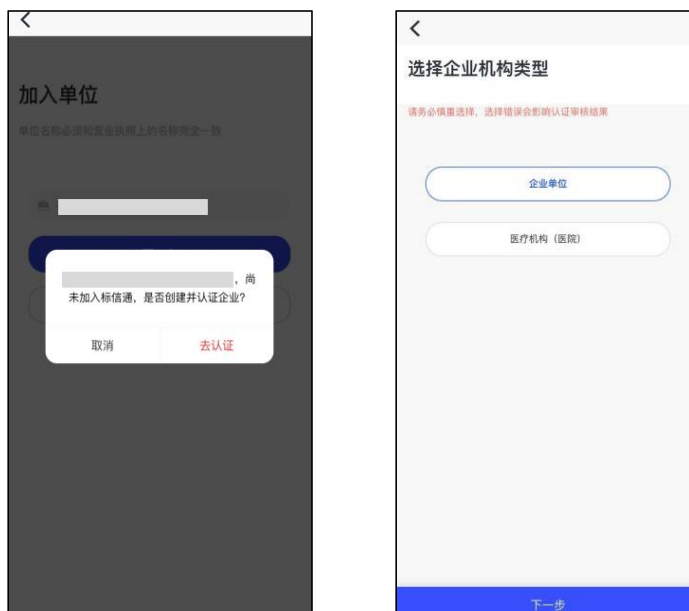 加入单位
单位名称必须和营业执照上的名称完全一致
，尚
未加入标信通，是否创建并认证企业?
取消
去认证
选择企业机构类型
请务必慎重选择，选择错误会影响认证审核结果
企业单位
医疗机构（医院）
下一步